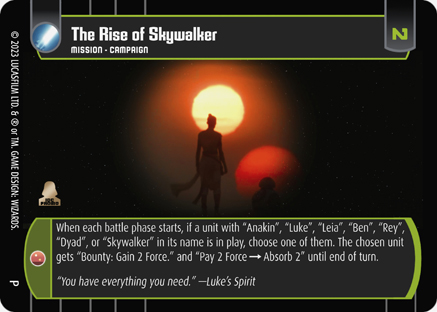 The Rise of Skywalker
MISSION · CAMPAIGN
N
© 2023 LUCASFILM LTD. & ® or TM. GAME DESIGN: WIZARDS.
P
When each battle phase starts, if a unit with "Anakin", "Luke", "Leia", "Ben", "Rey",
"Dyad", or "Skywalker" in its name is in play, choose one of them. The chosen unit
gets "Bounty: Gain 2 Force." and "Pay 2 Force → Absorb 2" until end of turn.
"You have everything you need." —Luke's Spirit